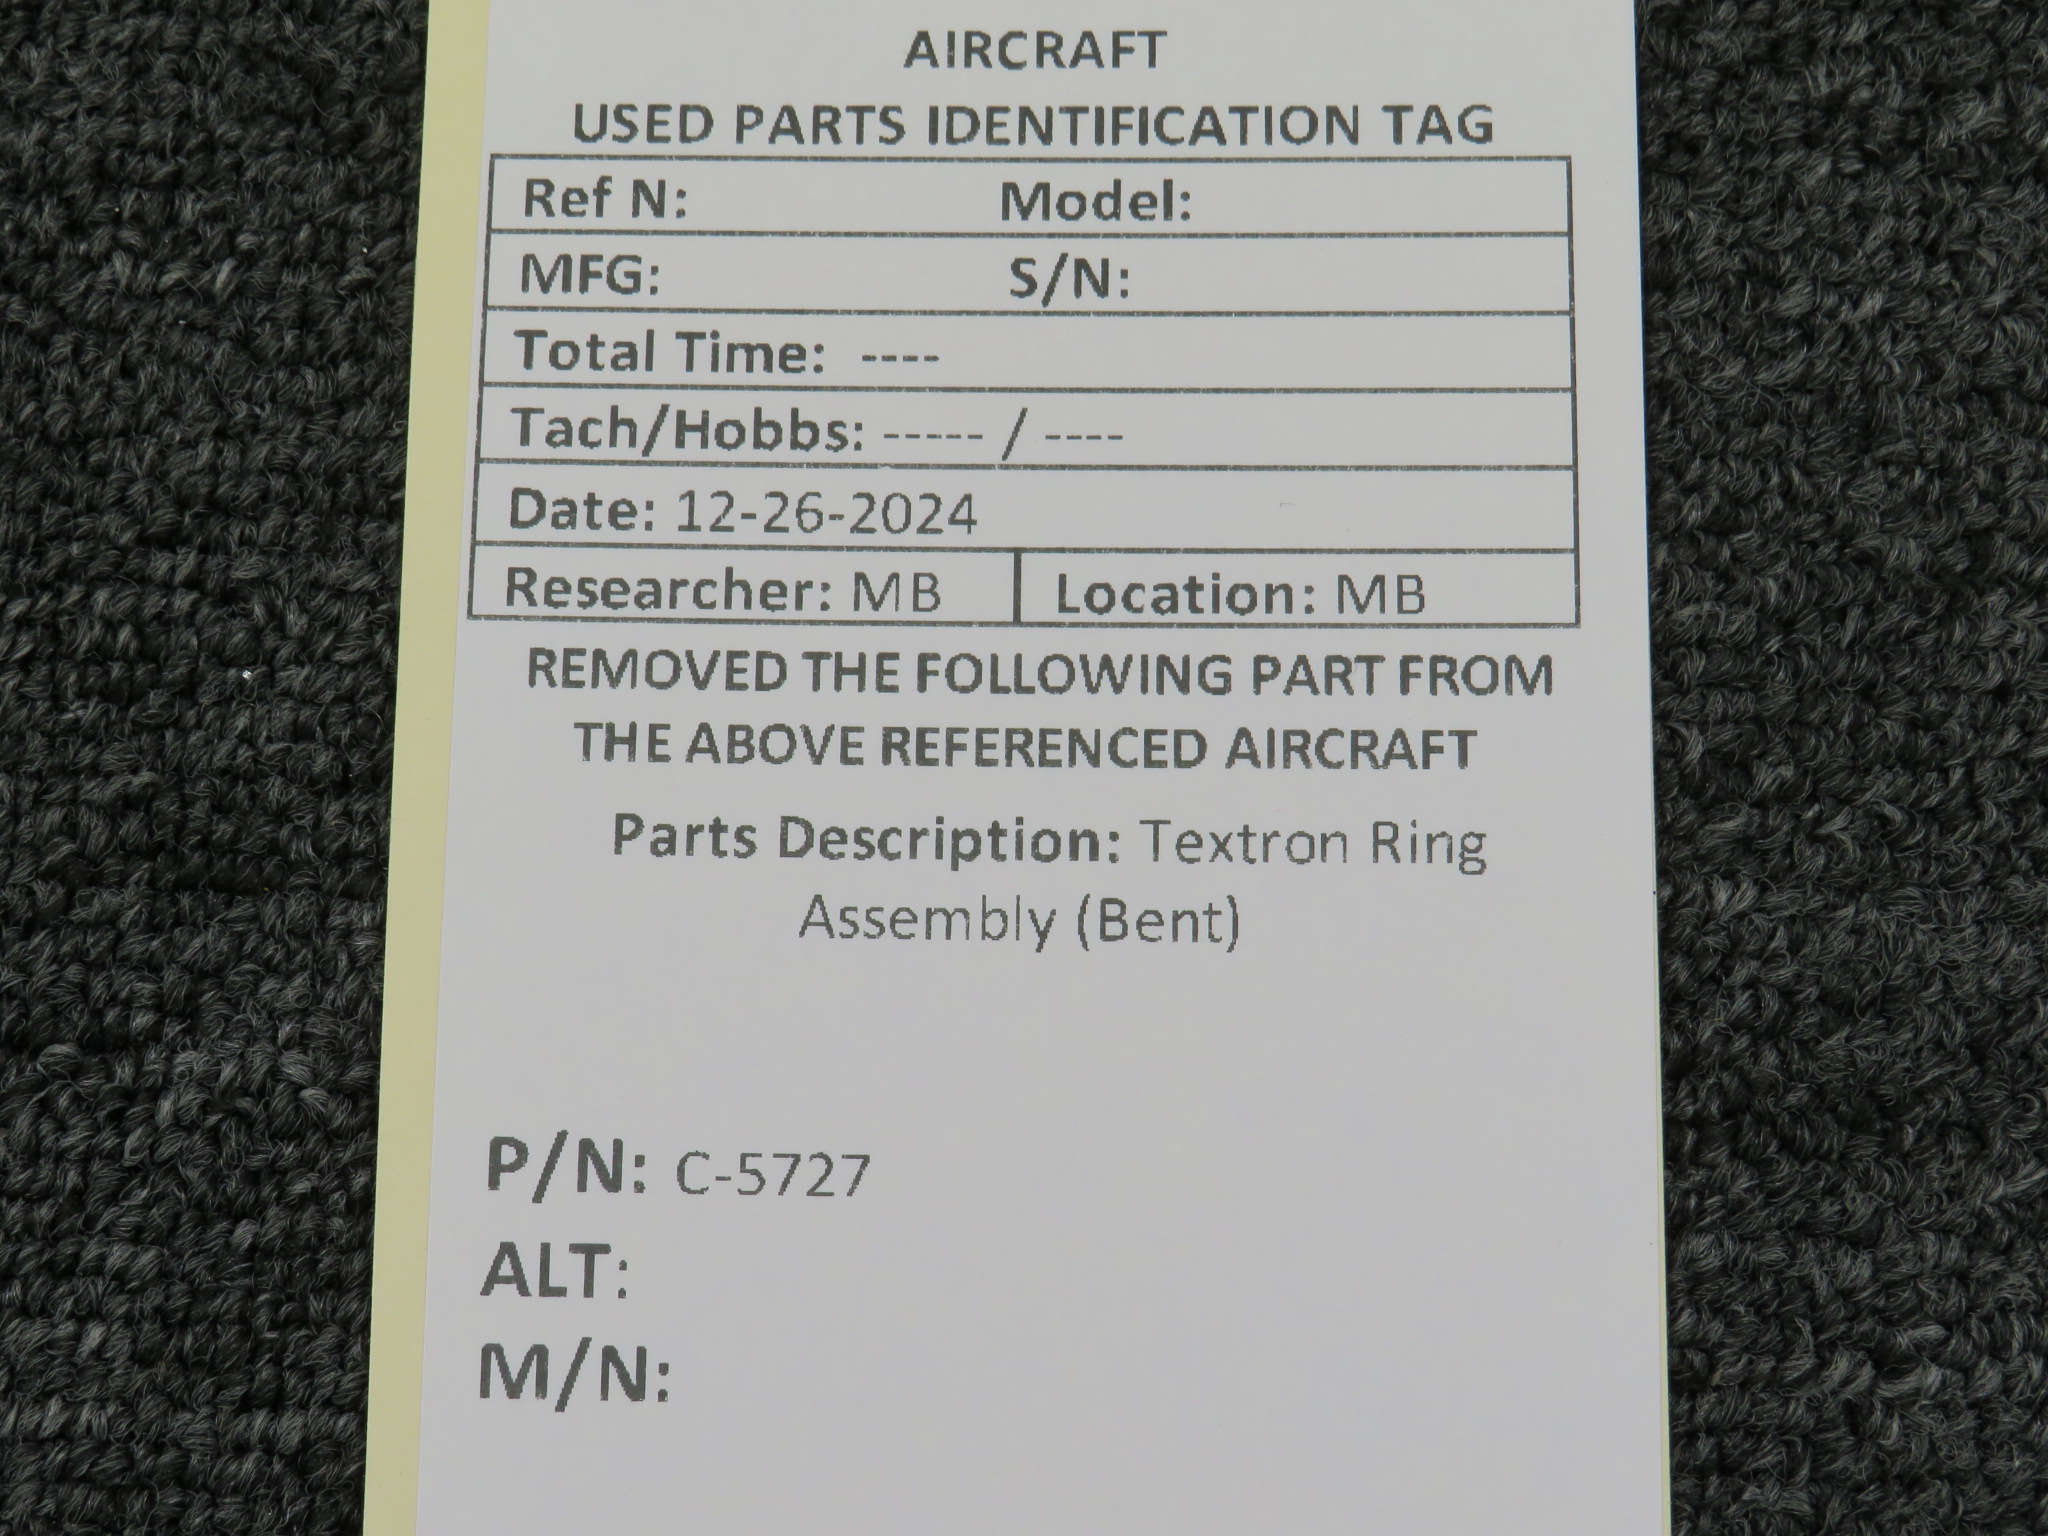 AIRCRAFT
USED PARTS IDENTIFICATION TAG
Ref N: Model:
MFG: S/N:
Total Time: ----
Tach/Hobbs: ----- / ----
Date: 12-26-2024
Researcher: MB Location: MB
REMOVED THE FOLLOWING PART FROM
THE ABOVE REFERENCED AIRCRAFT
Parts Description: Textron Ring
Assembly (Bent)
P/N: C-5727
ALT:
M/N: